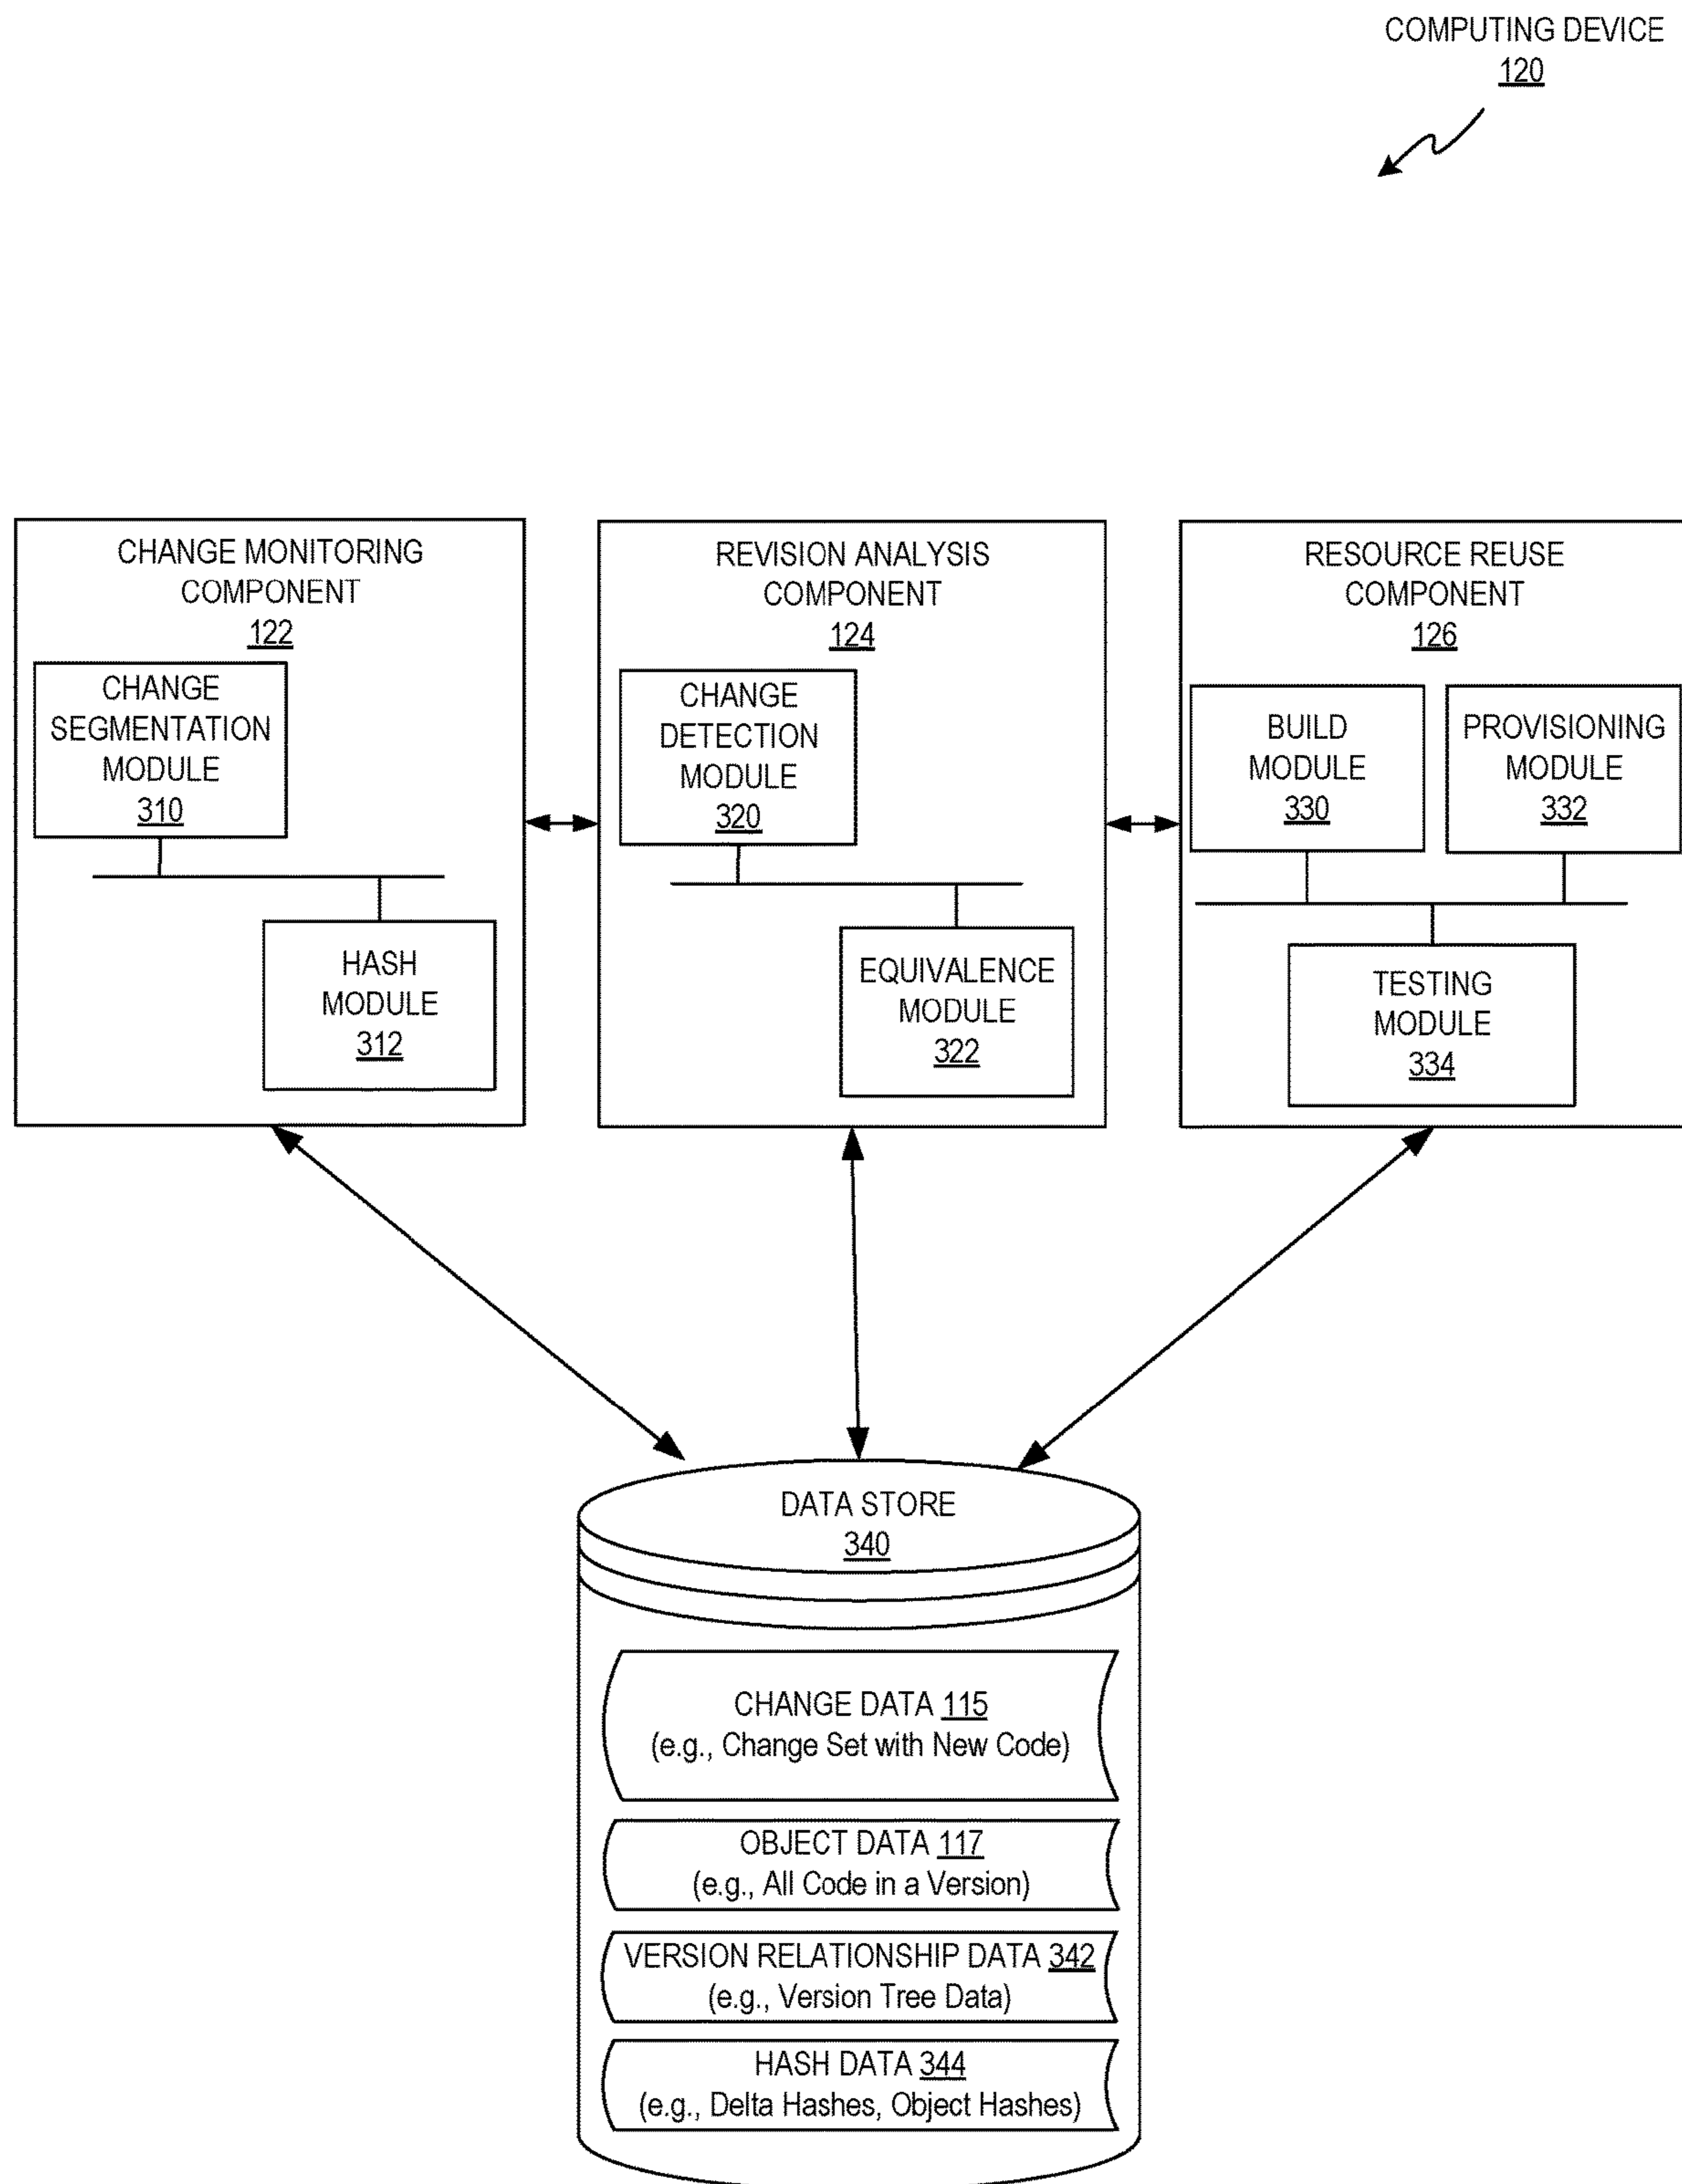 COMPUTING DEVICE
120
CHANGE MONITORING
COMPONENT
122
CHANGE
SEGMENTATION
MODULE
310
HASH
MODULE
312
REVISION ANALYSIS
COMPONENT
124
CHANGE
DETECTION
MODULE
320
EQUIVALENCE
MODULE
322
RESOURCE REUSE
COMPONENT
126
BUILD
MODULE
330
PROVISIONING
MODULE
332
TESTING
MODULE
334
DATA STORE
340
CHANGE DATA 115
(e.g., Change Set with New Code)
OBJECT DATA 117
(e.g., All Code in a Version)
VERSION RELATIONSHIP DATA 342
(e.g., Version Tree Data)
HASH DATA 344
(e.g., Delta Hashes, Object Hashes)